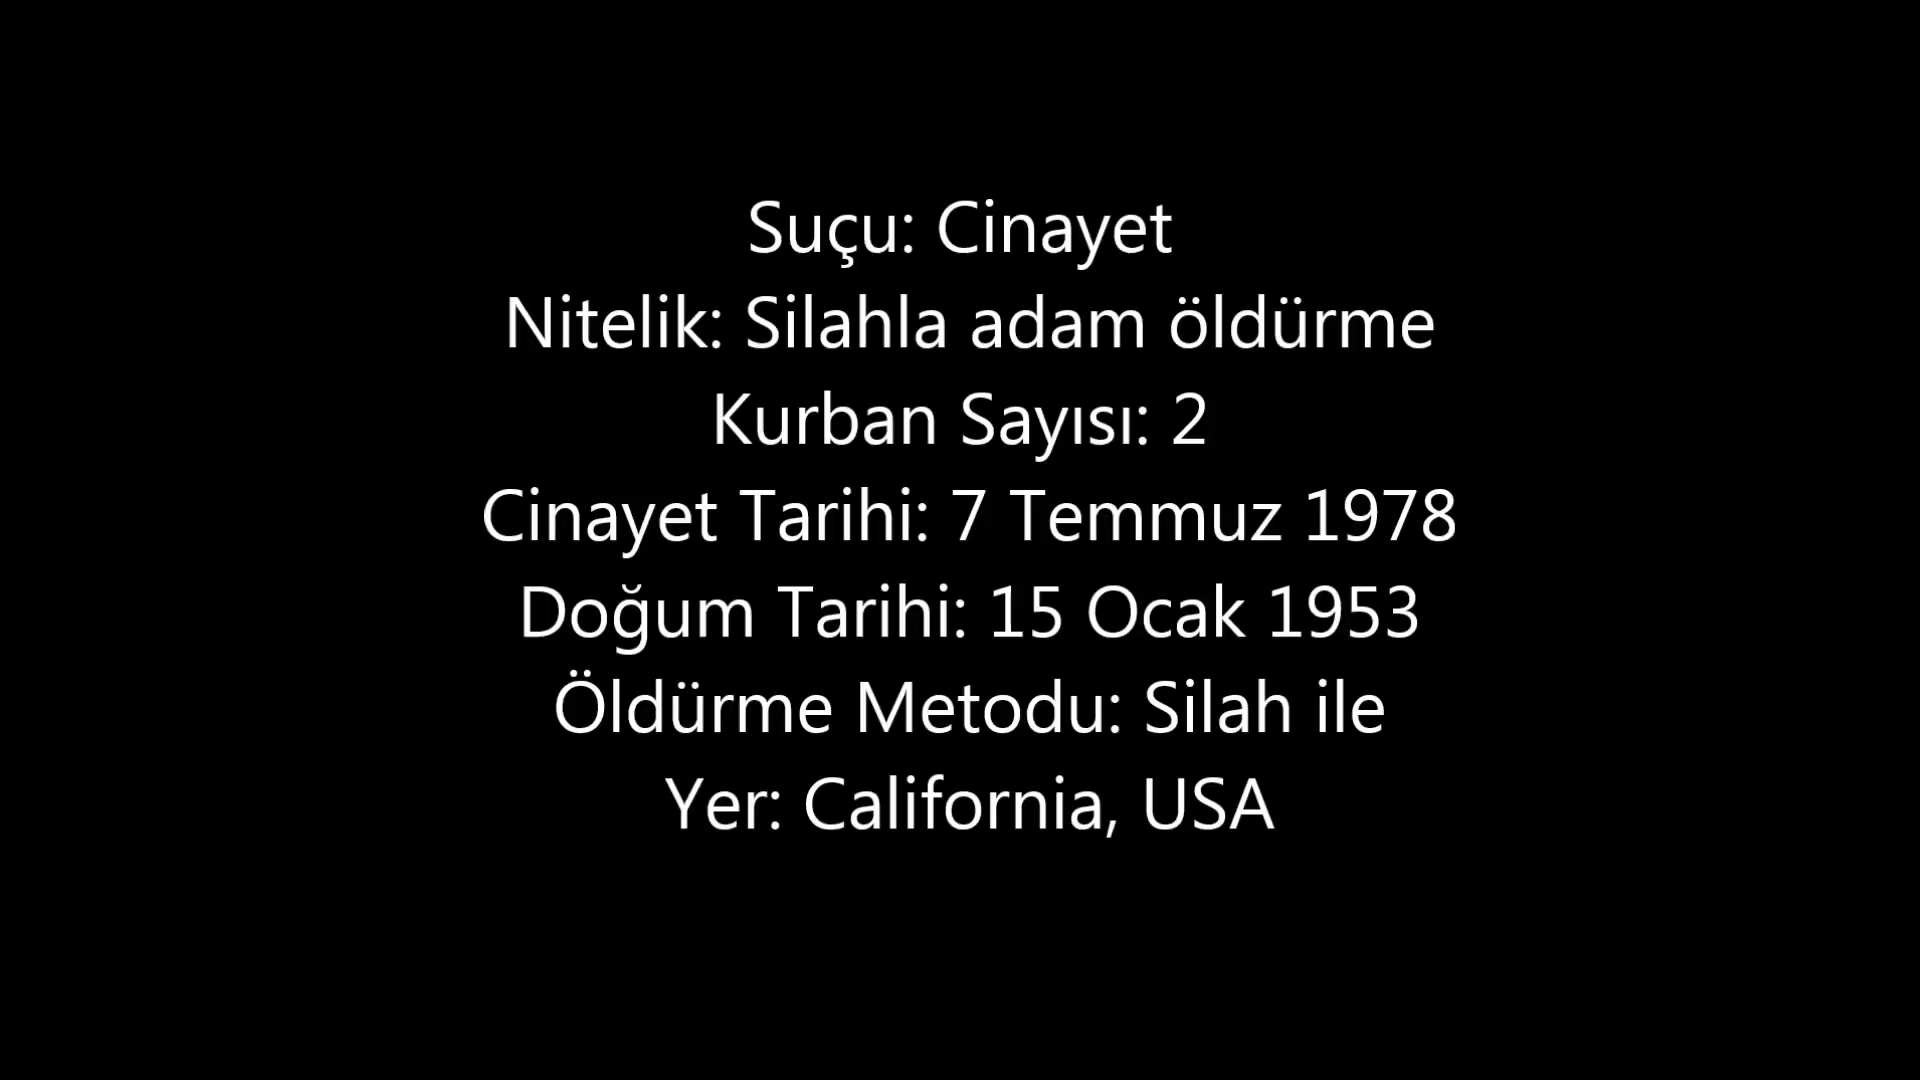 Suçu: Cinayet
Nitelik: Silahla adam öldürme
Kurban Sayısı: 2
Cinayet Tarihi: 7 Temmuz 1978
Doğum Tarihi: 15 Ocak 1953
Öldürme Metodu: Silah ile
Yer: California, USA